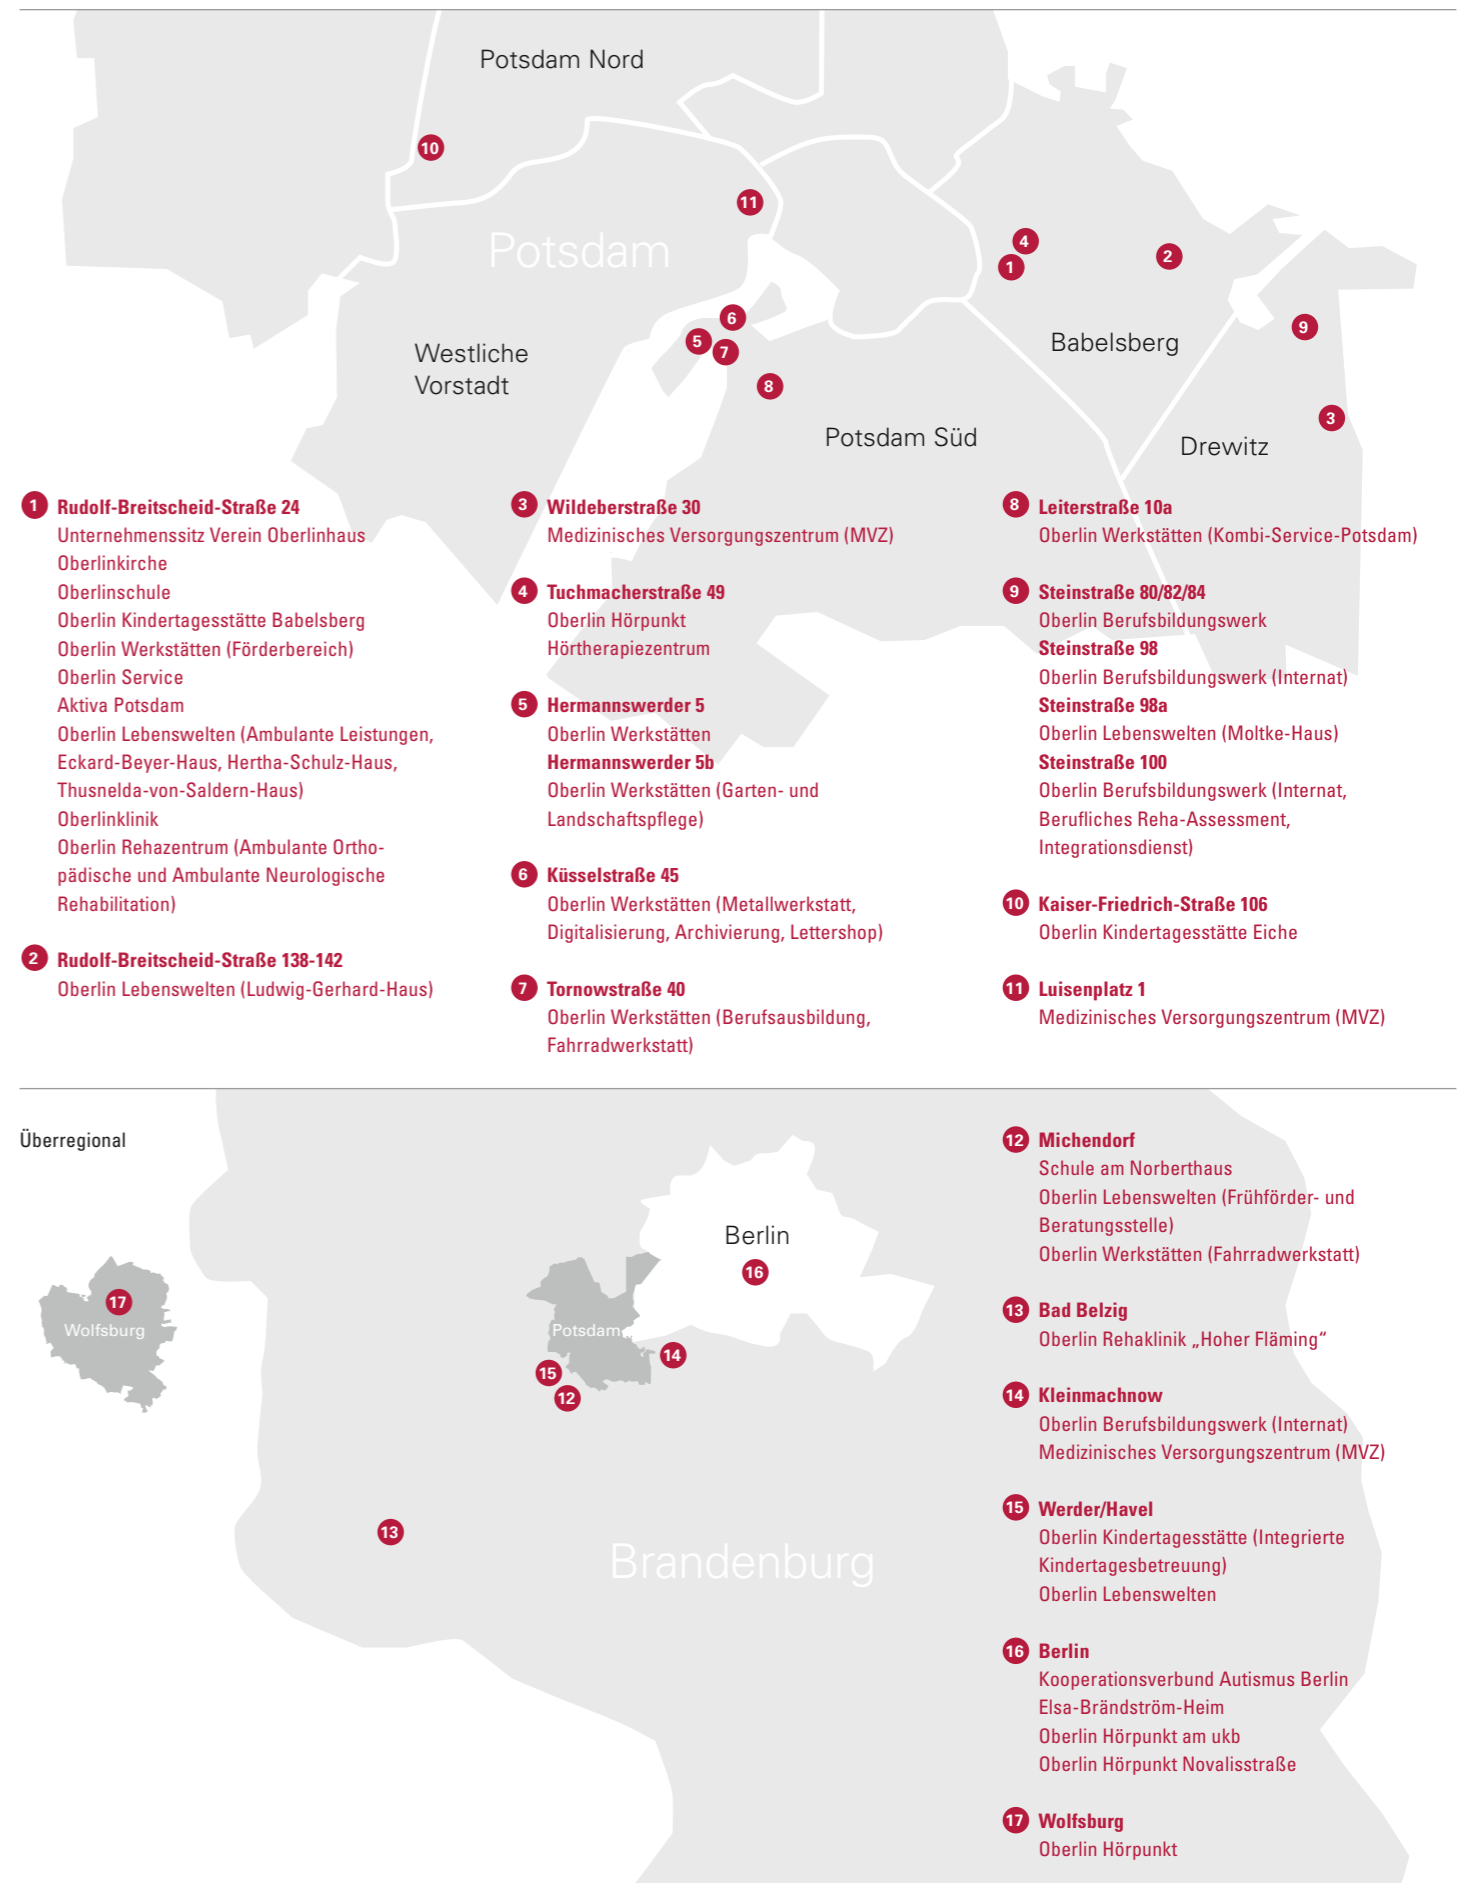 Potsdam Nord
10
11
Potsdam
4
1
2
6
5
7
9
Westliche
Vorstadt
Babelsberg
8
3
Potsdam Süd
Drewitz
1 Rudolf-Breitscheid-Straße 24
Unternehmenssitz Verein Oberlinhaus
Oberlinkirche
Oberlinschule
Oberlin Kindertagesstätte Babelsberg
Oberlin Werkstätten (Förderbereich)
Oberlin Service
Aktiva Potsdam
Oberlin Lebenswelten (Ambulante Leistungen,
Eckard-Beyer-Haus, Hertha-Schulz-Haus,
Thusnelda-von-Saldern-Haus)
Oberlinklinik
Oberlin Rehazentrum (Ambulante Ortho-
pädische und Ambulante Neurologische
Rehabilitation)
2 Rudolf-Breitscheid-Straße 138-142
Oberlin Lebenswelten (Ludwig-Gerhard-Haus)
3 Wildeberstraße 30
Medizinisches Versorgungszentrum (MVZ)
4 Tuchmacherstraße 49
Oberlin Hörpunkt
Hörtherapiezentrum
5 Hermannswerder 5
Oberlin Werkstätten
Hermannswerder 5b
Oberlin Werkstätten (Garten- und
Landschaftspflege)
6 Küsselstraße 45
Oberlin Werkstätten (Metallwerkstatt,
Digitalisierung, Archivierung, Lettershop)
7 Tornowstraße 40
Oberlin Werkstätten (Berufsausbildung,
Fahrradwerkstatt)
8 Leiterstraße 10a
Oberlin Werkstätten (Kombi-Service-Potsdam)
9 Steinstraße 80/82/84
Oberlin Berufsbildungswerk
Steinstraße 98
Oberlin Berufsbildungswerk (Internat)
Steinstraße 98a
Oberlin Lebenswelten (Moltke-Haus)
Steinstraße 100
Oberlin Berufsbildungswerk (Internat,
Berufliches Reha-Assessment,
Integrationsdienst)
10 Kaiser-Friedrich-Straße 106
Oberlin Kindertagesstätte Eiche
11 Luisenplatz 1
Medizinisches Versorgungszentrum (MVZ)
Überregional
Berlin
16
17
Wolfsburg
Potsdam
14
15
12
13
Brandenburg
12 Michendorf
Schule am Norberthaus
Oberlin Lebenswelten (Frühförder- und
Beratungsstelle)
Oberlin Werkstätten (Fahrradwerkstatt)
13 Bad Belzig
Oberlin Rehaklinik „Hoher Fläming“
14 Kleinmachnow
Oberlin Berufsbildungswerk (Internat)
Medizinisches Versorgungszentrum (MVZ)
15 Werder/Havel
Oberlin Kindertagesstätte (Integrierte
Kindertagesbetreuung)
Oberlin Lebenswelten
16 Berlin
Kooperationsverbund Autismus Berlin
Elsa-Brändström-Heim
Oberlin Hörpunkt am ukb
Oberlin Hörpunkt Novalisstraße
17 Wolfsburg
Oberlin Hörpunkt